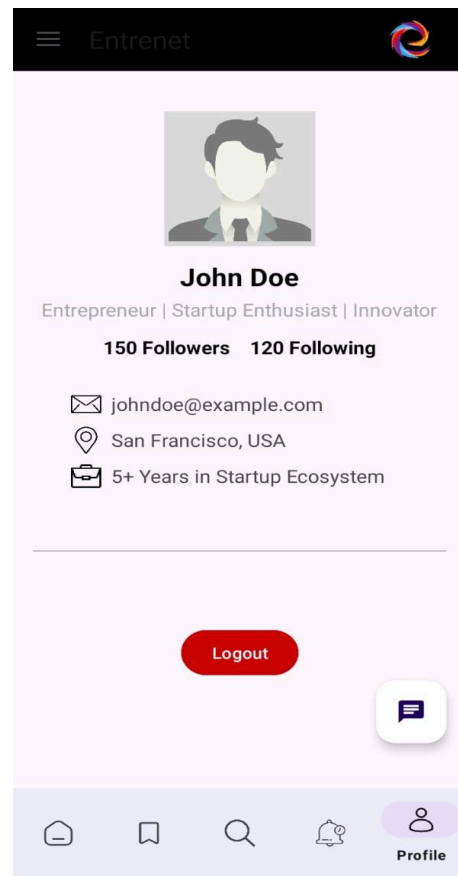 Entrenet
John Doe
Entrepreneur | Startup Enthusiast | Innovator
150 Followers 120 Following
johndoe@example.com
San Francisco, USA
5+ Years in Startup Ecosystem
Logout
Profile